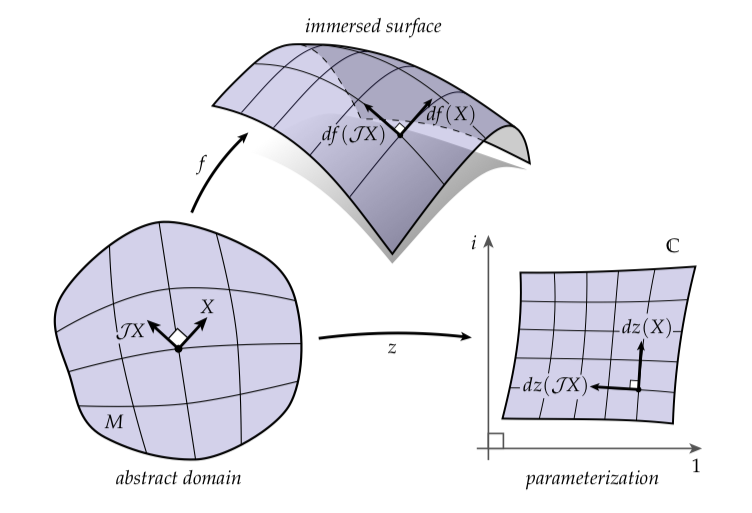 immersed surface
df(X)
df(𝒥X)
f
i
ℂ
X
𝒥X
dz(X)
z
dz(𝒥X)
M
1
abstract domain
parameterization